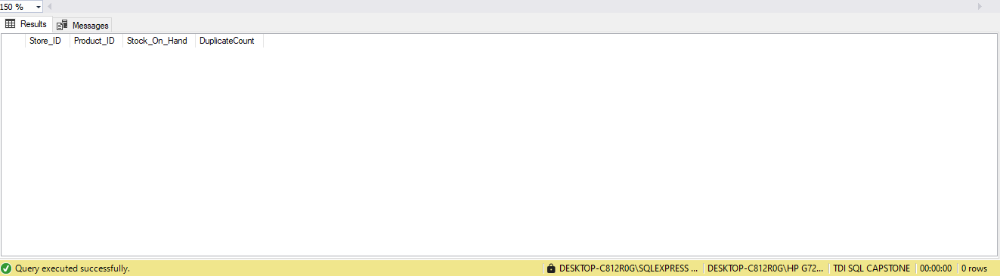 150 %
Results Messages
Store_ID Product_ID Stock_On_Hand DuplicateCount
Query executed successfully. DESKTOP-C812R0G\SQLEXPRESS ... DESKTOP-C812R0G\HP G72... TDI SQL CAPSTONE 00:00:00 0 rows